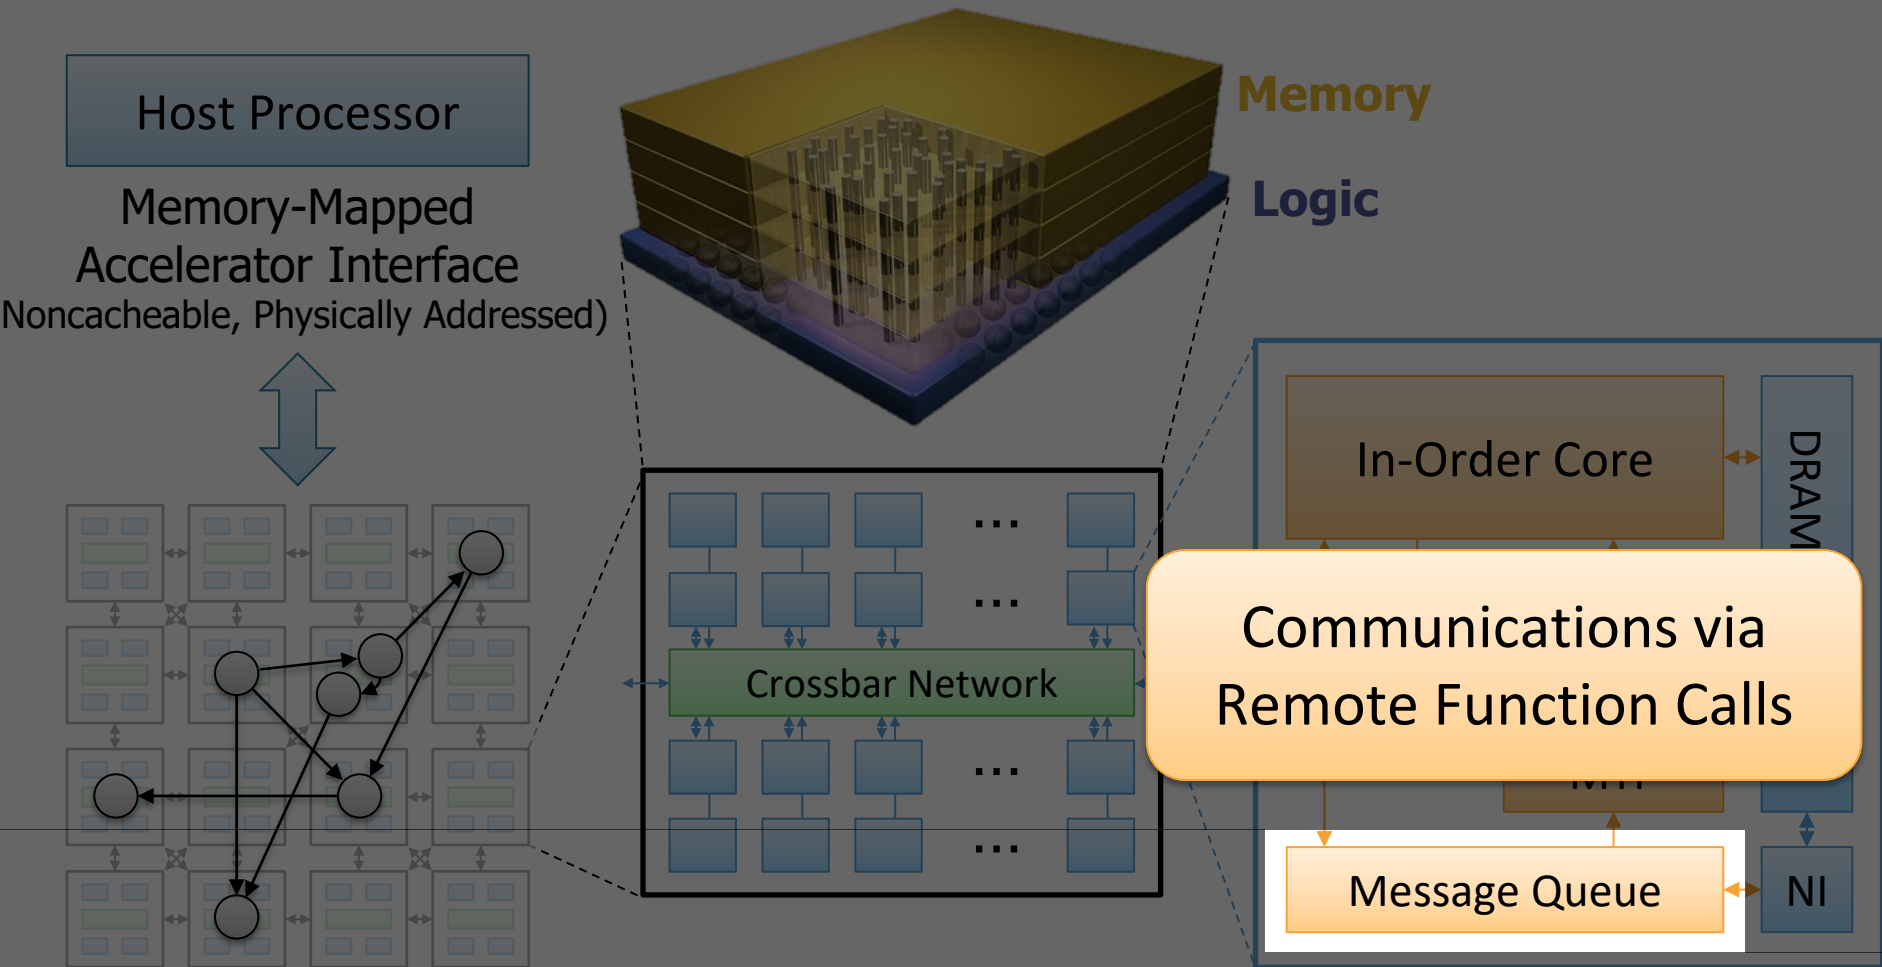 Host Processor
Memory-Mapped
Accelerator Interface
Noncacheable, Physically Addressed)
Memory
Logic
...
...
Crossbar Network
...
...
In-Order Core
DRAM
Communications via
Remote Function Calls
Message Queue
NI